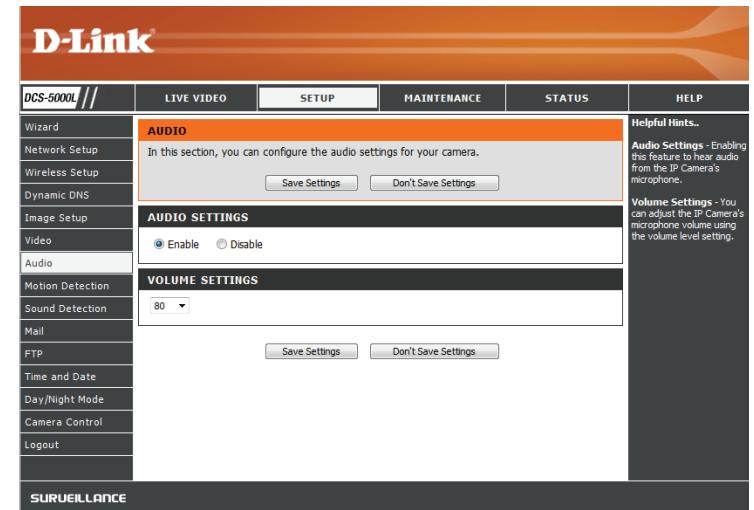 D-Link
DCS-5000L
LIVE VIDEO
SETUP
MAINTENANCE
STATUS
HELP
Wizard
Network Setup
Wireless Setup
Dynamic DNS
Image Setup
Video
Audio
Motion Detection
Sound Detection
Mail
FTP
Time and Date
Day/Night Mode
Camera Control
Logout
AUDIO
In this section, you can configure the audio settings for your camera.
Save Settings
Don't Save Settings
AUDIO SETTINGS
Enable
Disable
VOLUME SETTINGS
80
Save Settings
Don't Save Settings
Helpful Hints..
Audio Settings - Enabling
this feature to hear audio
from the IP Camera's
microphone.
Volume Settings - You
can adjust the IP Camera's
microphone volume using
the volume level setting.
SURVEILLANCE